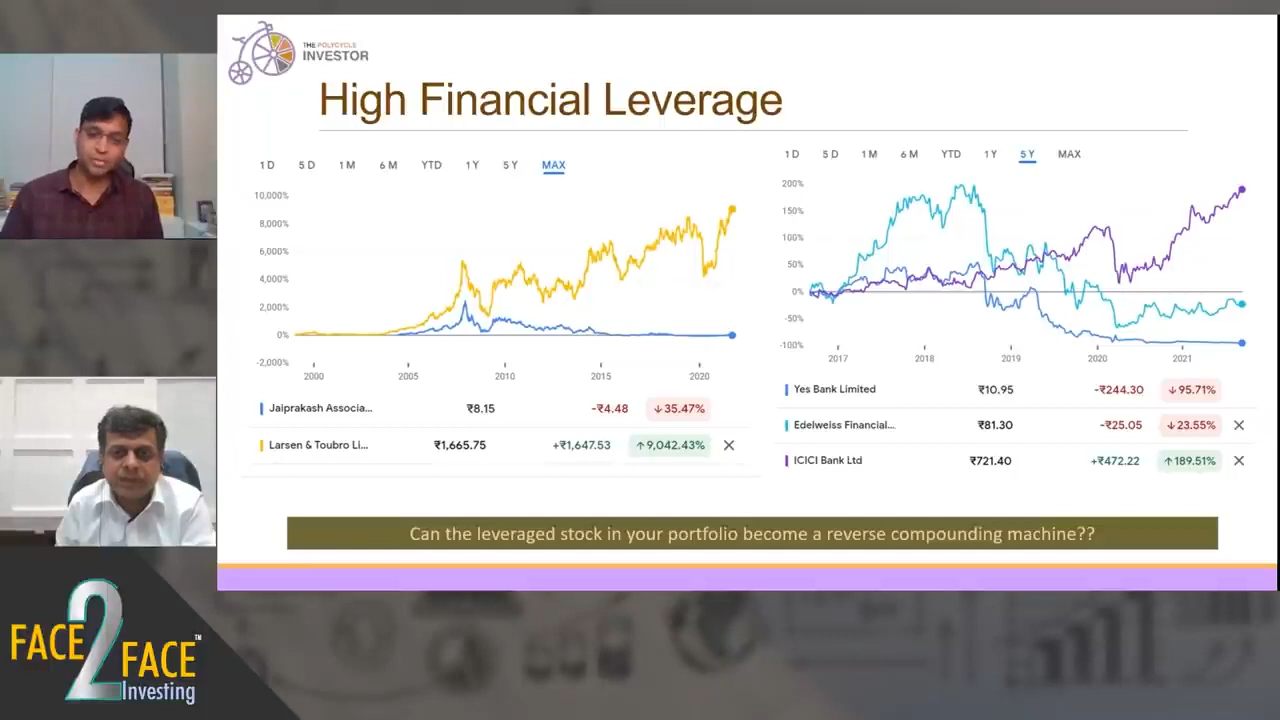 THE POLYCYCLE
INVESTOR
High Financial Leverage
1 D 5 D 1 M 6 M YTD 1 Y 5 Y MAX
10,000%
8,000%
6,000%
4,000%
2,000%
0%
-2,000%
2000 2005 2010 2015 2020
Jaiprakash Associa... ₹8.15 -₹4.48 ↓35.47%
Larsen & Toubro Li... ₹1,665.75 +₹1,647.53 ↑9,042.43% ✕
1 D 5 D 1 M 6 M YTD 1 Y 5 Y MAX
200%
150%
100%
50%
0%
-50%
-100%
2017 2018 2019 2020 2021
Yes Bank Limited ₹10.95 -₹244.30 ↓95.71%
Edelweiss Financial... ₹81.30 -₹25.05 ↓23.55% ✕
ICICI Bank Ltd ₹721.40 +₹472.22 ↑189.51% ✕
Can the leveraged stock in your portfolio become a reverse compounding machine??
FACE 2 FACE™
Investing